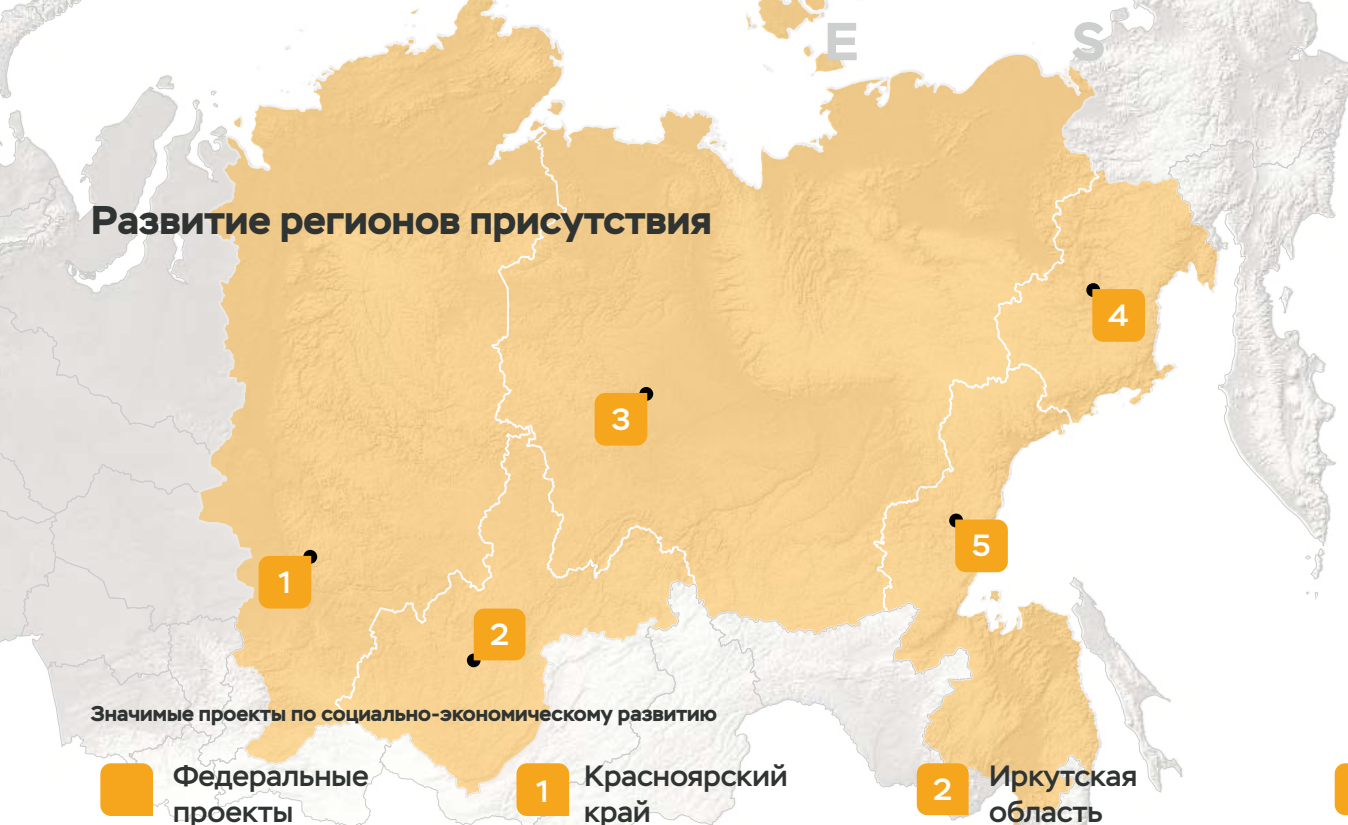 E S
Развитие регионов присутствия
4
3
5
1
2
Значимые проекты по социально-экономическому развитию
Федеральные
проекты
1 Красноярский
край
2 Иркутская
область